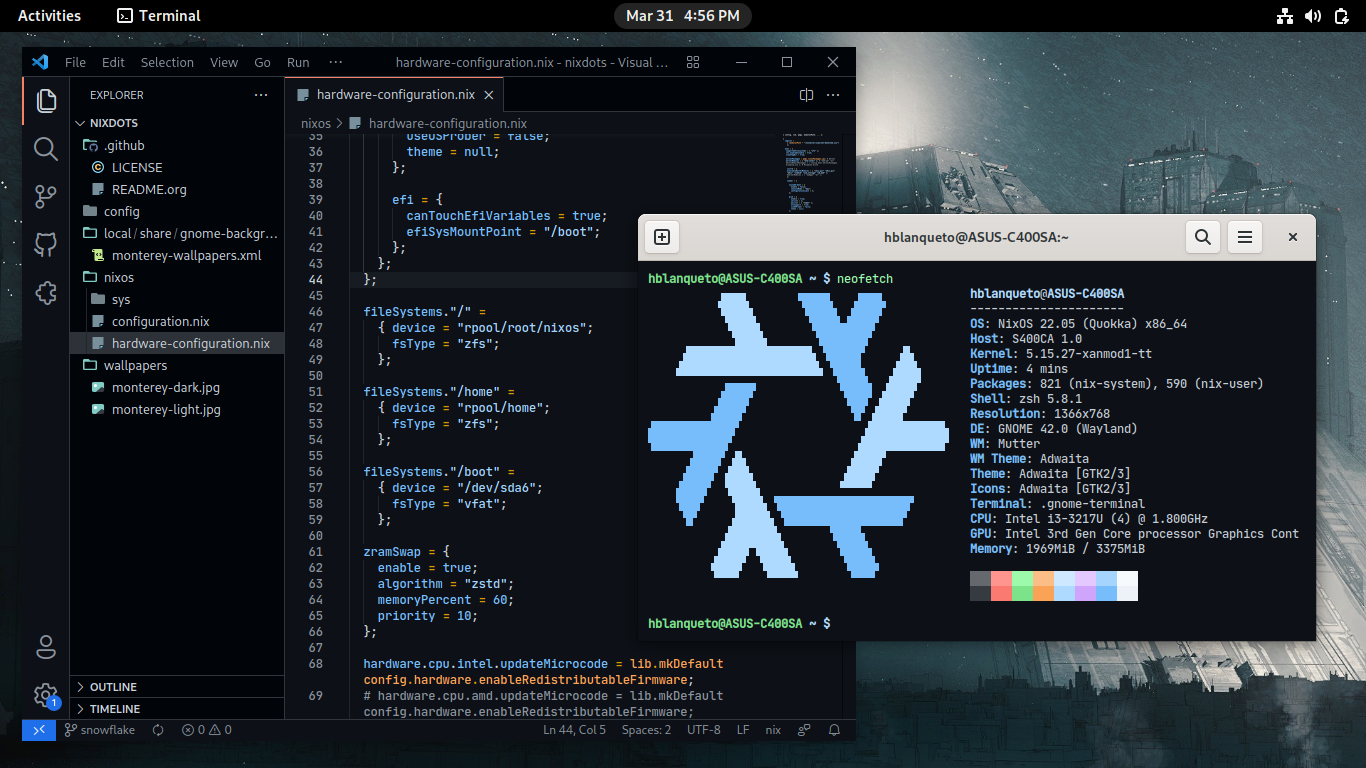 Activities
Terminal
Mar 31 4:56 PM
File Edit Selection View Go Run ···
hardware-configuration.nix - nixdots - Visual ...
EXPLORER
NIXDOTS
.github
LICENSE
README.org
config
local / share / gnome-backgr...
monterey-wallpapers.xml
nixos
sys
configuration.nix
hardware-configuration.nix
wallpapers
monterey-dark.jpg
monterey-light.jpg
OUTLINE
TIMELINE
hardware-configuration.nix
nixos > hardware-configuration.nix
35 useOSProber = false;
36 theme = null;
37 };
38
39 efi = {
40 canTouchEfiVariables = true;
41 efiSysMountPoint = "/boot";
42 };
43 };
44 };
45
46 fileSystems."/" =
47 { device = "rpool/root/nixos";
48 fsType = "zfs";
49 };
50
51 fileSystems."/home" =
52 { device = "rpool/home";
53 fsType = "zfs";
54 };
55
56 fileSystems."/boot" =
57 { device = "/dev/sda6";
58 fsType = "vfat";
59 };
60
61 zramSwap = {
62 enable = true;
63 algorithm = "zstd";
64 memoryPercent = 60;
65 priority = 10;
66 };
67
68 hardware.cpu.intel.updateMicrocode = lib.mkDefault
config.hardware.enableRedistributableFirmware;
69 # hardware.cpu.amd.updateMicrocode = lib.mkDefault
config.hardware.enableRedistributableFirmware;
1
snowflake
0 0
Ln 44, Col 5
Spaces: 2
UTF-8
LF
nix
hblanqueto@ASUS-C400SA:~
hblanqueto@ASUS-C400SA ~ $ neofetch
hblanqueto@ASUS-C400SA
----------------------
OS: NixOS 22.05 (Quokka) x86_64
Host: S400CA 1.0
Kernel: 5.15.27-xanmod1-tt
Uptime: 4 mins
Packages: 821 (nix-system), 590 (nix-user)
Shell: zsh 5.8.1
Resolution: 1366x768
DE: GNOME 42.0 (Wayland)
WM: Mutter
WM Theme: Adwaita
Theme: Adwaita [GTK2/3]
Icons: Adwaita [GTK2/3]
Terminal: .gnome-terminal
CPU: Intel i3-3217U (4) @ 1.800GHz
GPU: Intel 3rd Gen Core processor Graphics Cont
Memory: 1969MiB / 3375MiB
hblanqueto@ASUS-C400SA ~ $